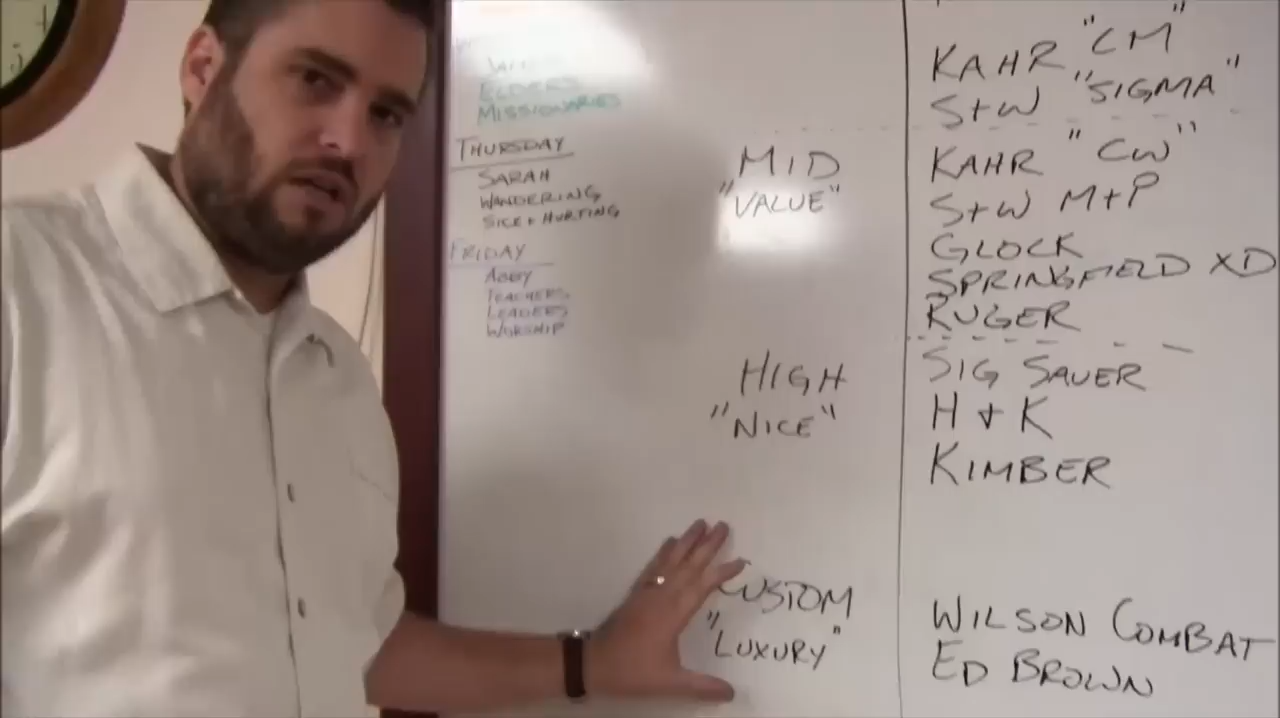 ELDERS
MISSIONARIES
THURSDAY
SARAH
WANDERING
SICK + HURTING
FRIDAY
ABBY
TEACHERS
LEADERS
WORSHIP
MID
"VALUE"
HIGH
"NICE"
CUSTOM
"LUXURY"
KAHR "CM"
S+W "SIGMA"
KAHR "CW"
S+W M+P
GLOCK
SPRINGFIELD XD
RUGER
SIG SAUER
H + K
KIMBER
WILSON COMBAT
ED BROWN